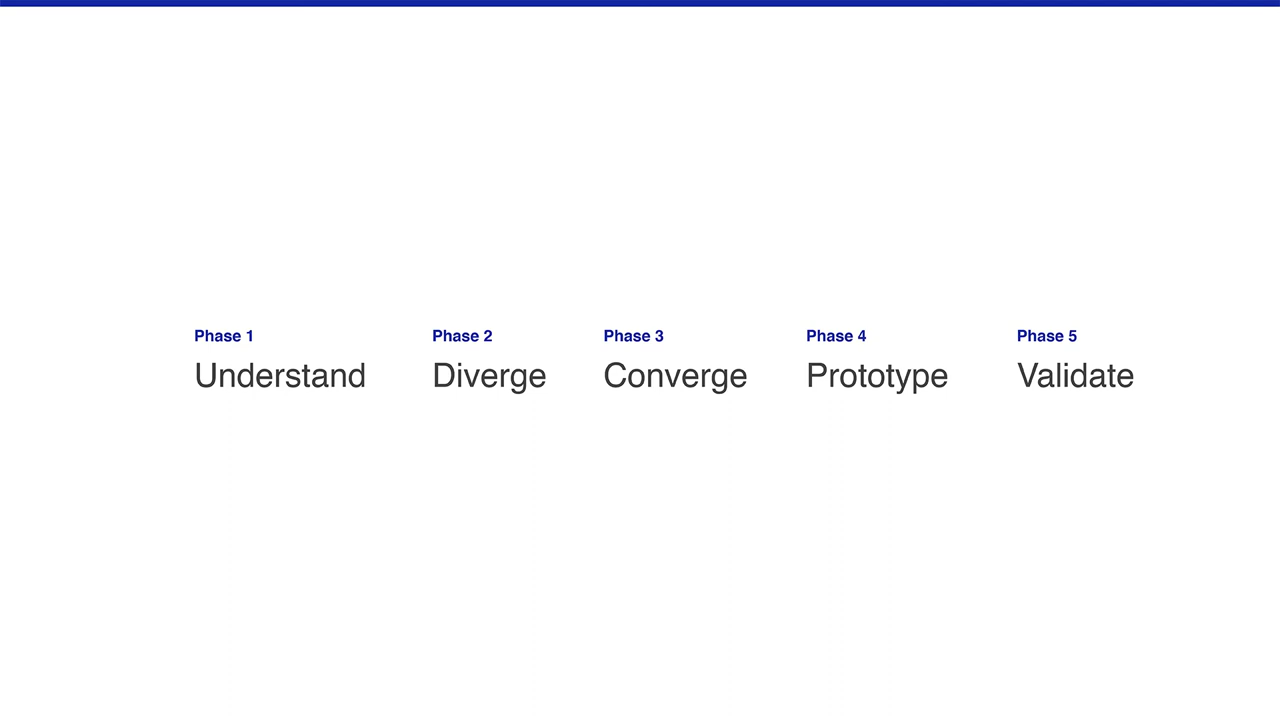 Phase 1
Understand
Phase 2
Diverge
Phase 3
Converge
Phase 4
Prototype
Phase 5
Validate